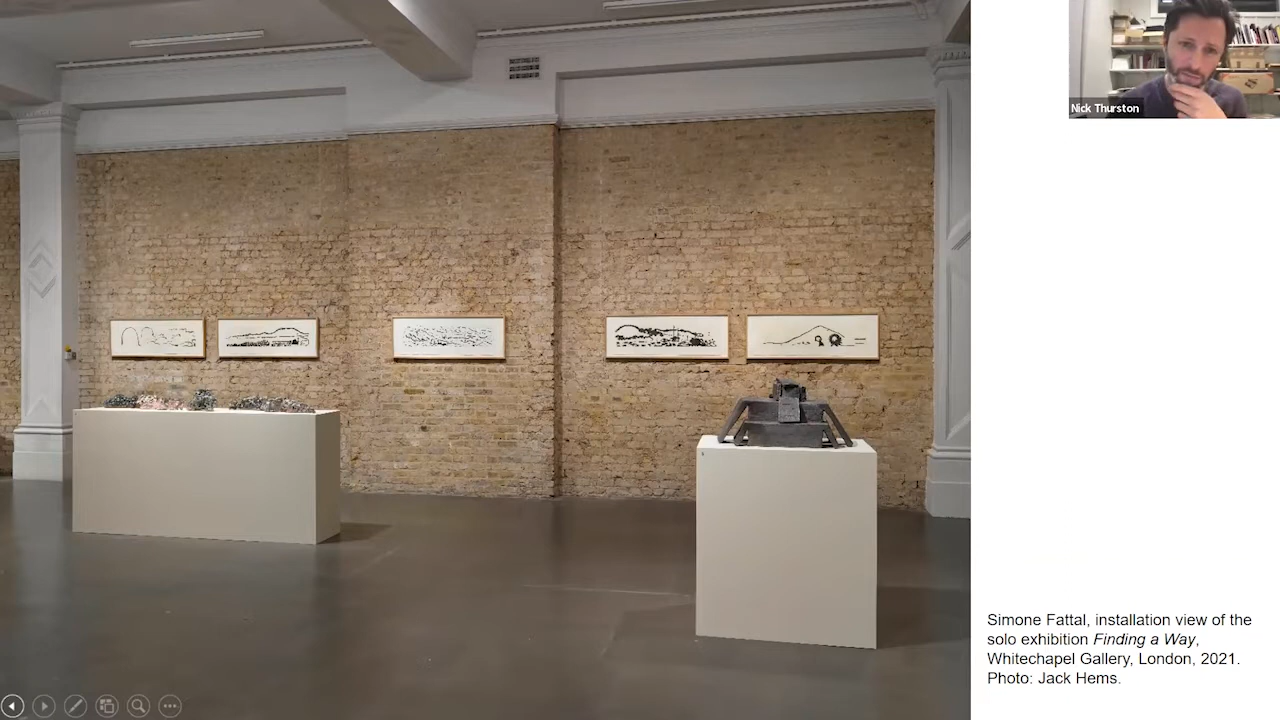 Nick Thurston
Simone Fattal, installation view of the
solo exhibition Finding a Way,
Whitechapel Gallery, London, 2021.
Photo: Jack Hems.